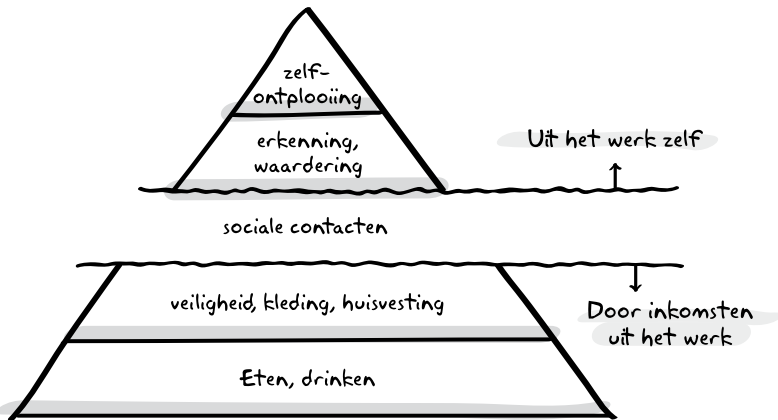 zelf-
ontplooiing
erkenning,
waardering
Uit het werk zelf
sociale contacten
veiligheid, kleding, huisvesting
Door inkomsten
uit het werk
Eten, drinken